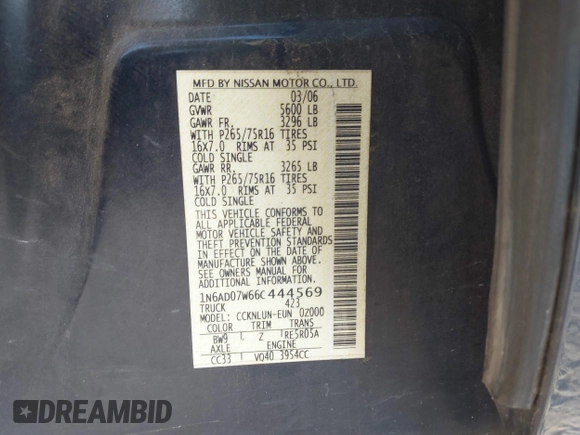 MFD BY NISSAN MOTOR CO., LTD.
DATE 03/06
GVWR 5600 LB
GAWR FR. 3296 LB
WITH P265/75R16 TIRES
16X7.0 RIMS AT 35 PSI
COLD SINGLE
GAWR RR. 3265 LB
WITH P265/75R16 TIRES
16X7.0 RIMS AT 35 PSI
COLD SINGLE
THIS VEHICLE CONFORMS TO
ALL APPLICABLE FEDERAL
MOTOR VEHICLE SAFETY AND
THEFT PREVENTION STANDARDS
IN EFFECT ON THE DATE OF
MANUFACTURE SHOWN ABOVE.
SEE OWNERS MANUAL FOR
ADDITIONAL INFORMATION
1N6AD07W66C444569
TRUCK 423
MODEL: CCKNLUN-EUN 0Z000
COLOR TRIM TRANS
BW9 Z RE5R05A
AXLE ENGINE
CC33 VQ40 3954CC
DREAMBID